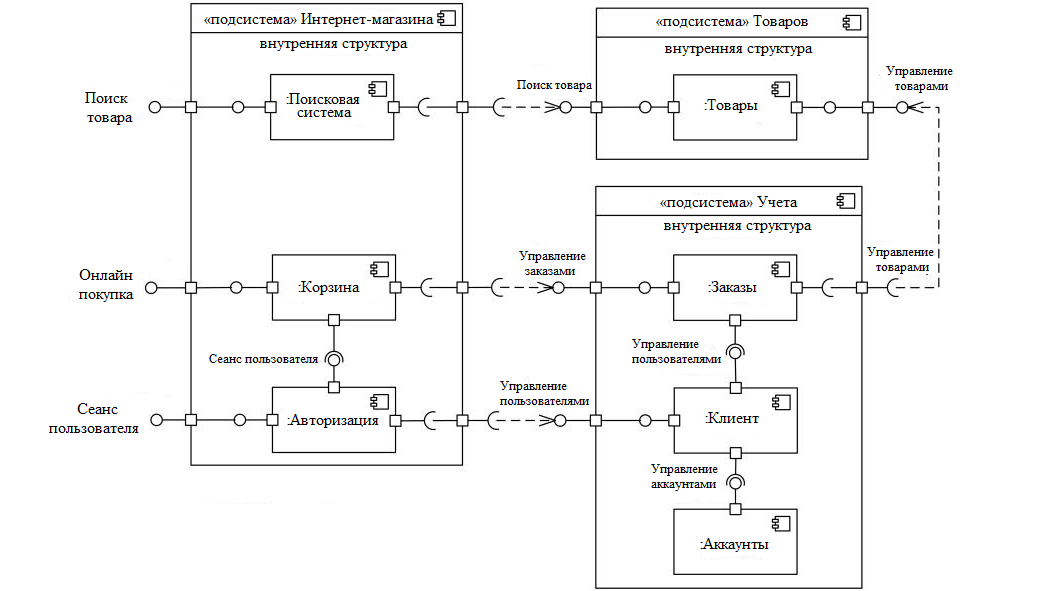 «подсистема» Интернет-магазина
внутренняя структура
Поиск
товара
:Поисковая
система
Поиск товара
«подсистема» Товаров
внутренняя структура
:Товары
Управление
товарами
«подсистема» Учета
внутренняя структура
Онлайн
покупка
:Корзина
Управление
заказами
:Заказы
Управление
товарами
Сеанс пользователя
Управление
пользователями
Сеанс
пользователя
:Авторизация
Управление
пользователями
:Клиент
Управление
аккаунтами
:Аккаунты